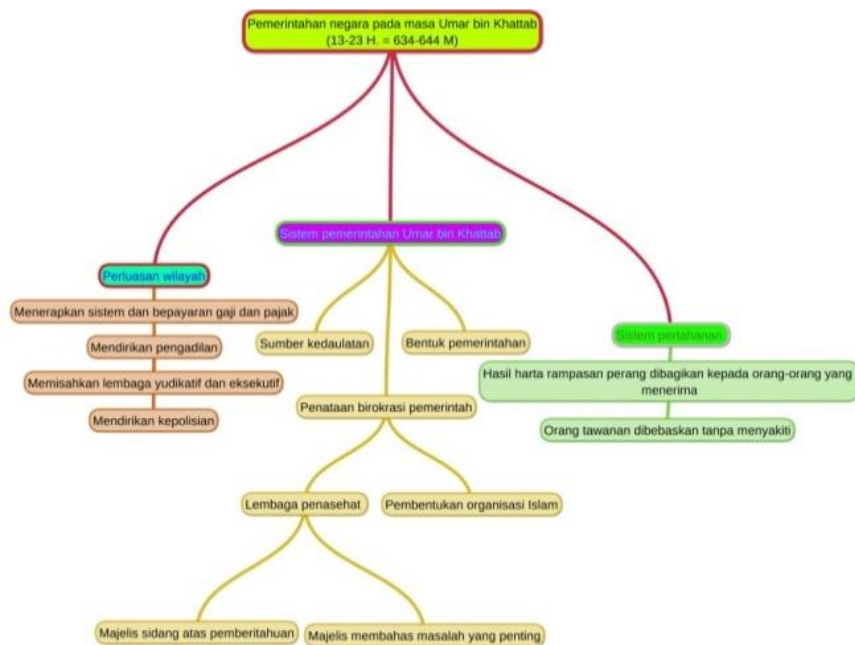 Pemerintahan negara pada masa Umar bin Khattab
(13-23 H. = 634-644 M)
Perluasan wilayah
Menerapkan sistem dan bepayaran gaji dan pajak
Mendirikan pengadilan
Memisahkan lembaga yudikatif dan eksekutif
Mendirikan kepolisian
Sistem pemerintahan Umar bin Khattab
Sumber kedaulatan
Bentuk pemerintahan
Penataan birokrasi pemerintah
Lembaga penasehat
Pembentukan organisasi Islam
Majelis sidang atas pemberitahuan
Majelis membahas masalah yang penting
Sistem pertahanan
Hasil harta rampasan perang dibagikan kepada orang-orang yang
menerima
Orang tawanan dibebaskan tanpa menyakiti